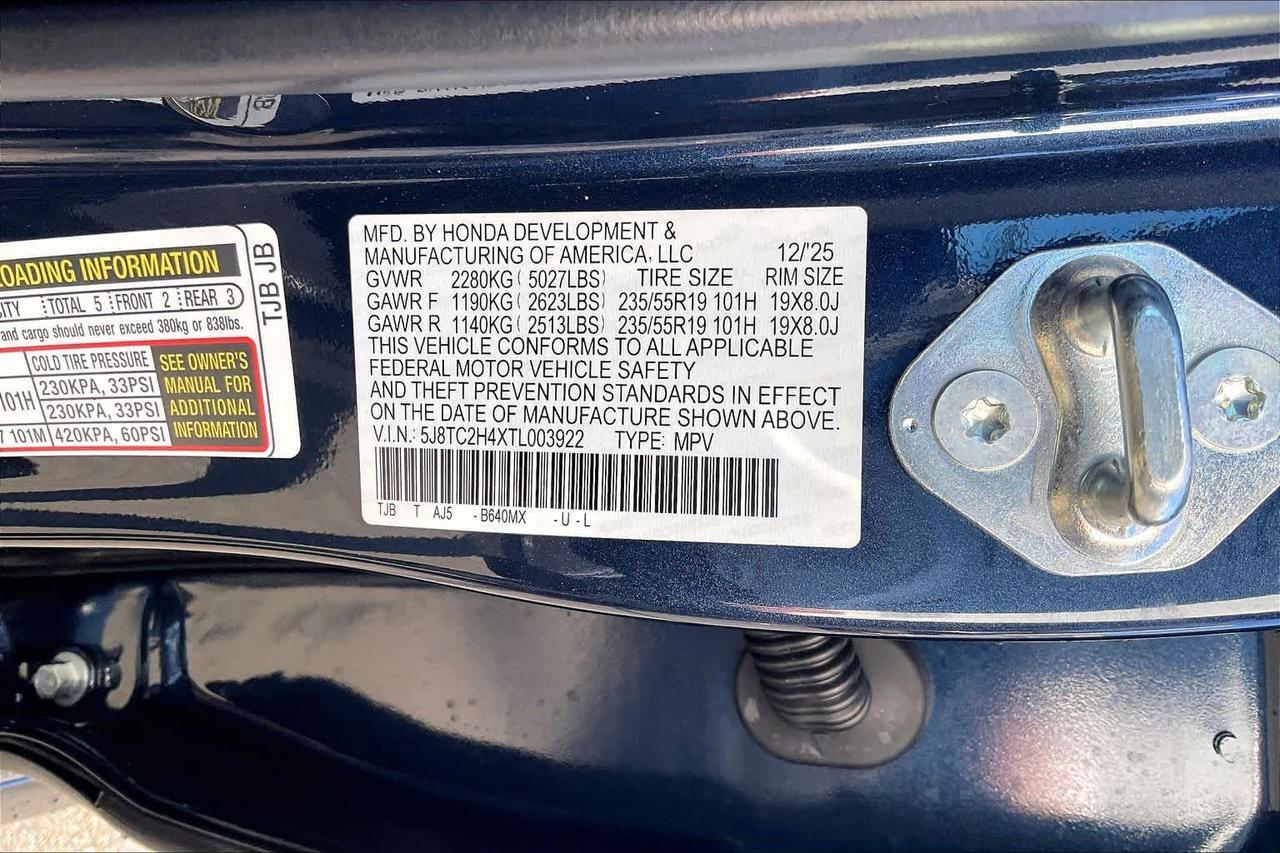 LOADING INFORMATION
TJB JB
TOTAL 5 FRONT 2 REAR 3
and cargo should never exceed 380kg or 838lbs.
COLD TIRE PRESSURE
101H 230KPA, 33PSI
230KPA, 33PSI
101M 420KPA, 60PSI
SEE OWNER'S
MANUAL FOR
ADDITIONAL
INFORMATION
MFD. BY HONDA DEVELOPMENT &
MANUFACTURING OF AMERICA, LLC 12/'25
GVWR 2280KG ( 5027LBS) TIRE SIZE RIM SIZE
GAWR F 1190KG ( 2623LBS) 235/55R19 101H 19X8.0J
GAWR R 1140KG ( 2513LBS) 235/55R19 101H 19X8.0J
THIS VEHICLE CONFORMS TO ALL APPLICABLE
FEDERAL MOTOR VEHICLE SAFETY
AND THEFT PREVENTION STANDARDS IN EFFECT
ON THE DATE OF MANUFACTURE SHOWN ABOVE.
V.I.N.: 5J8TC2H4XTL003922 TYPE: MPV
TJB T AJ5 -B640MX -U-L